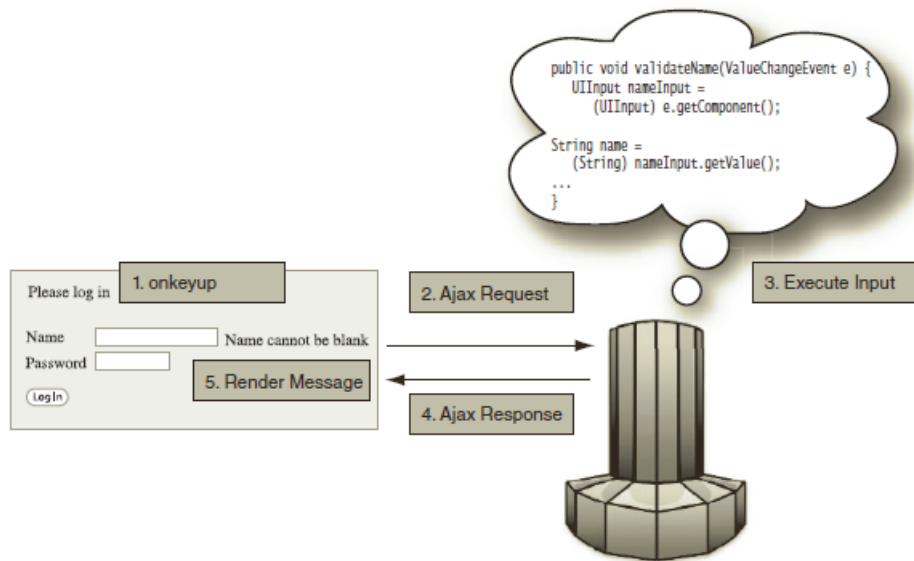 public void validateName(ValueChangeEvent e) {
UIInput nameInput =
(UIInput) e.getComponent();
String name =
(String) nameInput.getValue();
...
}
1. onkeyup
Please log in
2. Ajax Request
3. Execute Input
Name
Name cannot be blank
Password
5. Render Message
Log In
4. Ajax Response